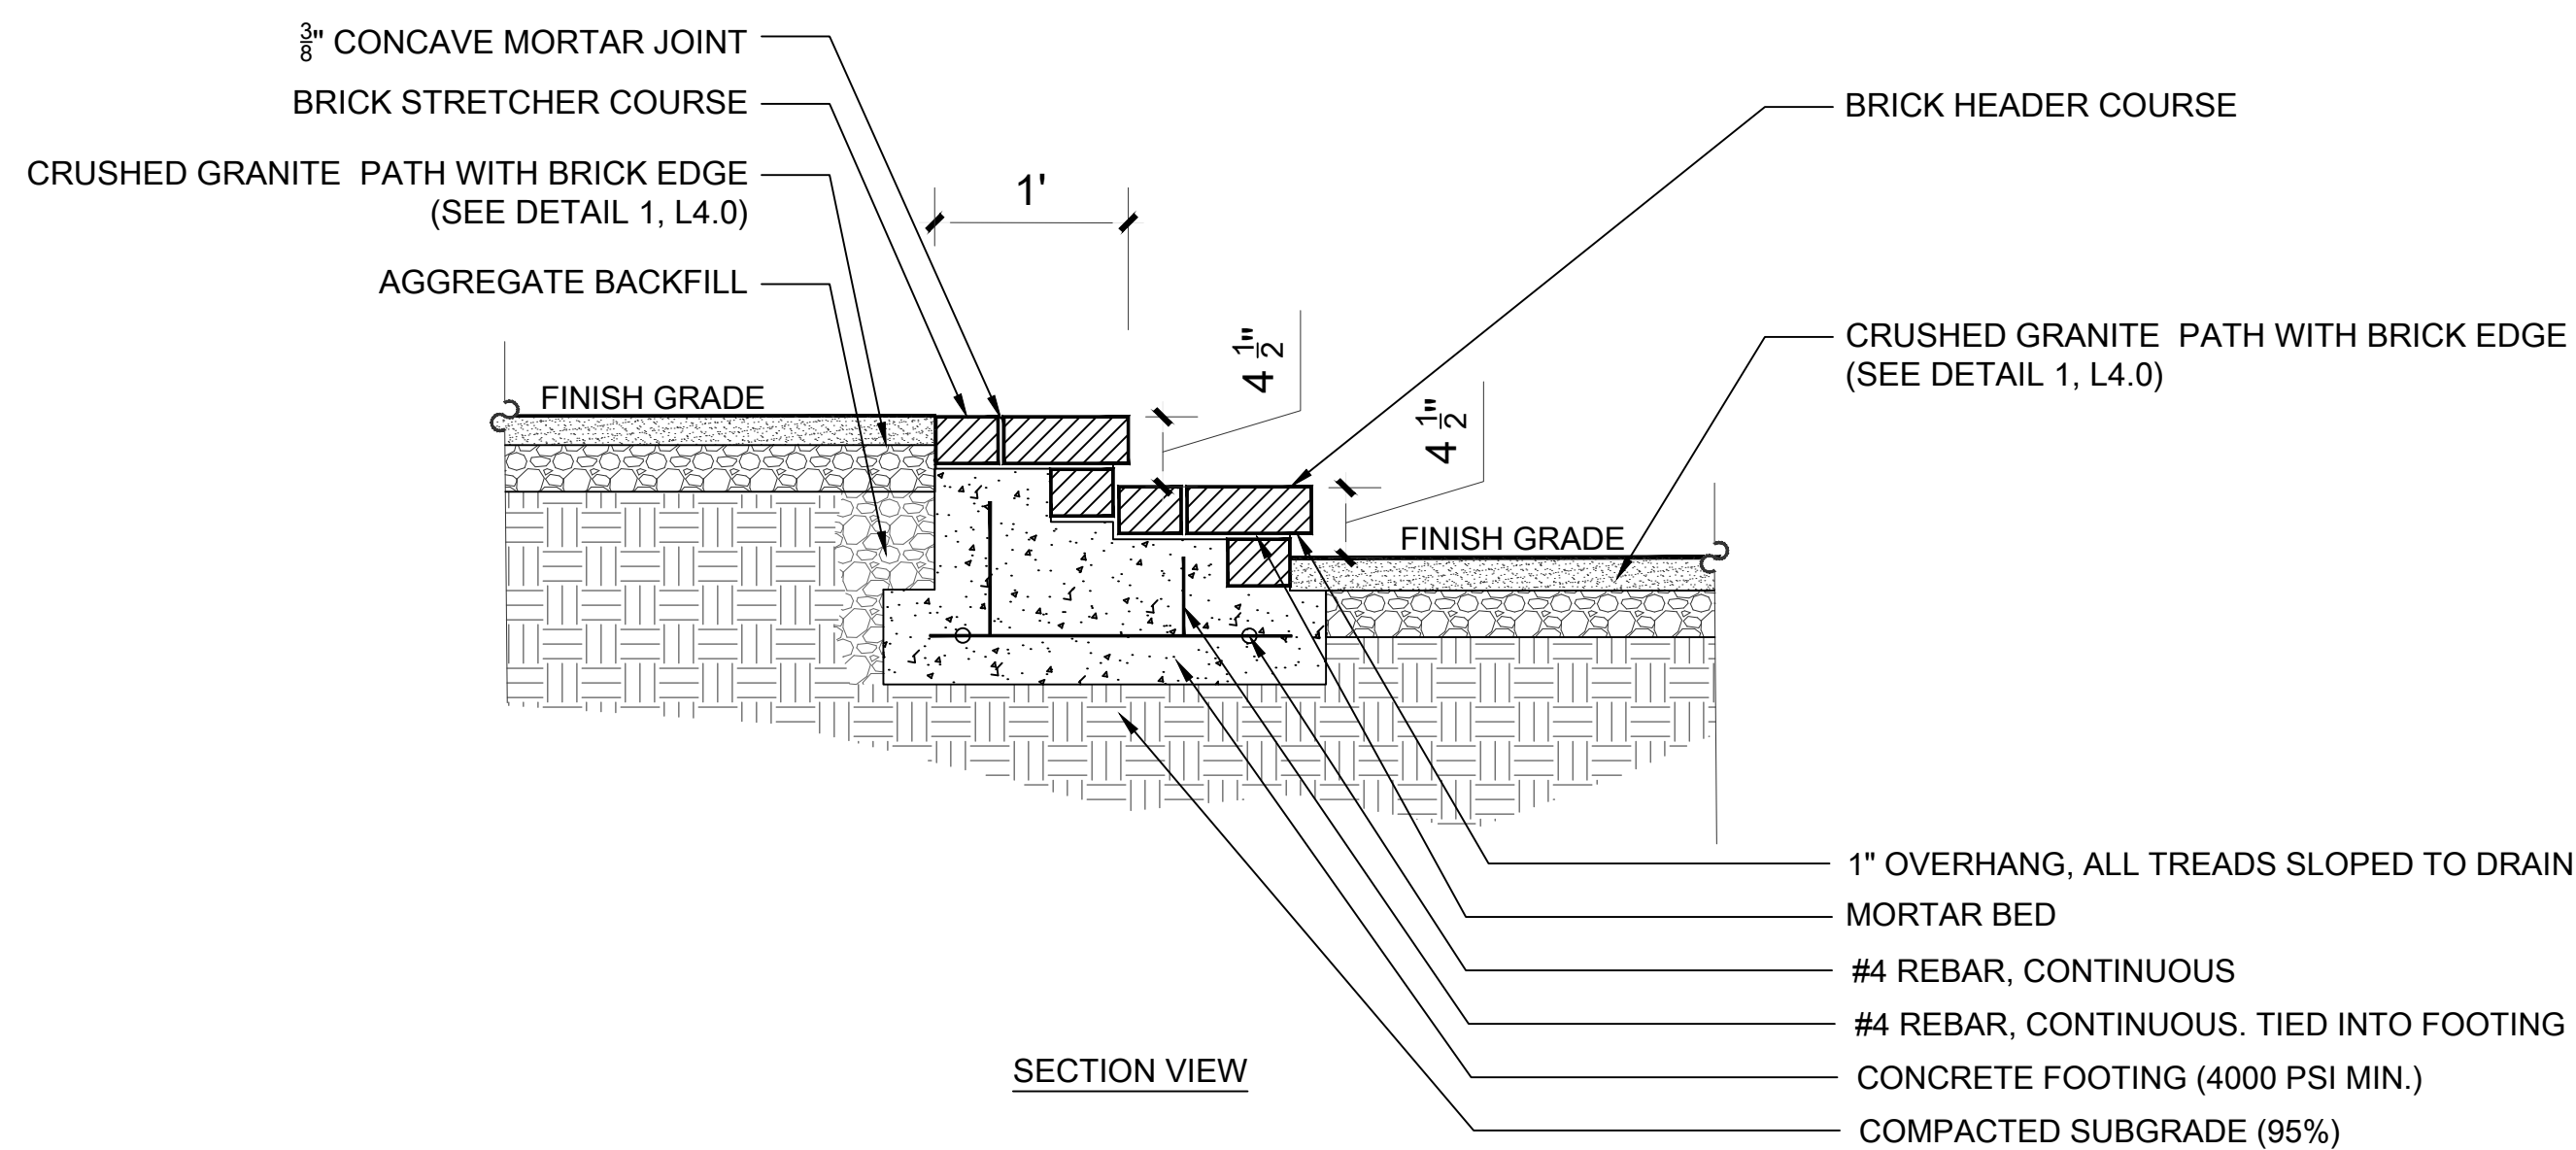 3/8" CONCAVE MORTAR JOINT
BRICK STRETCHER COURSE
CRUSHED GRANITE PATH WITH BRICK EDGE
(SEE DETAIL 1, L4.0)
AGGREGATE BACKFILL
1'
4 1/2"
4 1/2"
BRICK HEADER COURSE
CRUSHED GRANITE PATH WITH BRICK EDGE
(SEE DETAIL 1, L4.0)
FINISH GRADE
FINISH GRADE
1" OVERHANG, ALL TREADS SLOPED TO DRAIN
MORTAR BED
#4 REBAR, CONTINUOUS
#4 REBAR, CONTINUOUS. TIED INTO FOOTING
CONCRETE FOOTING (4000 PSI MIN.)
COMPACTED SUBGRADE (95%)
SECTION VIEW